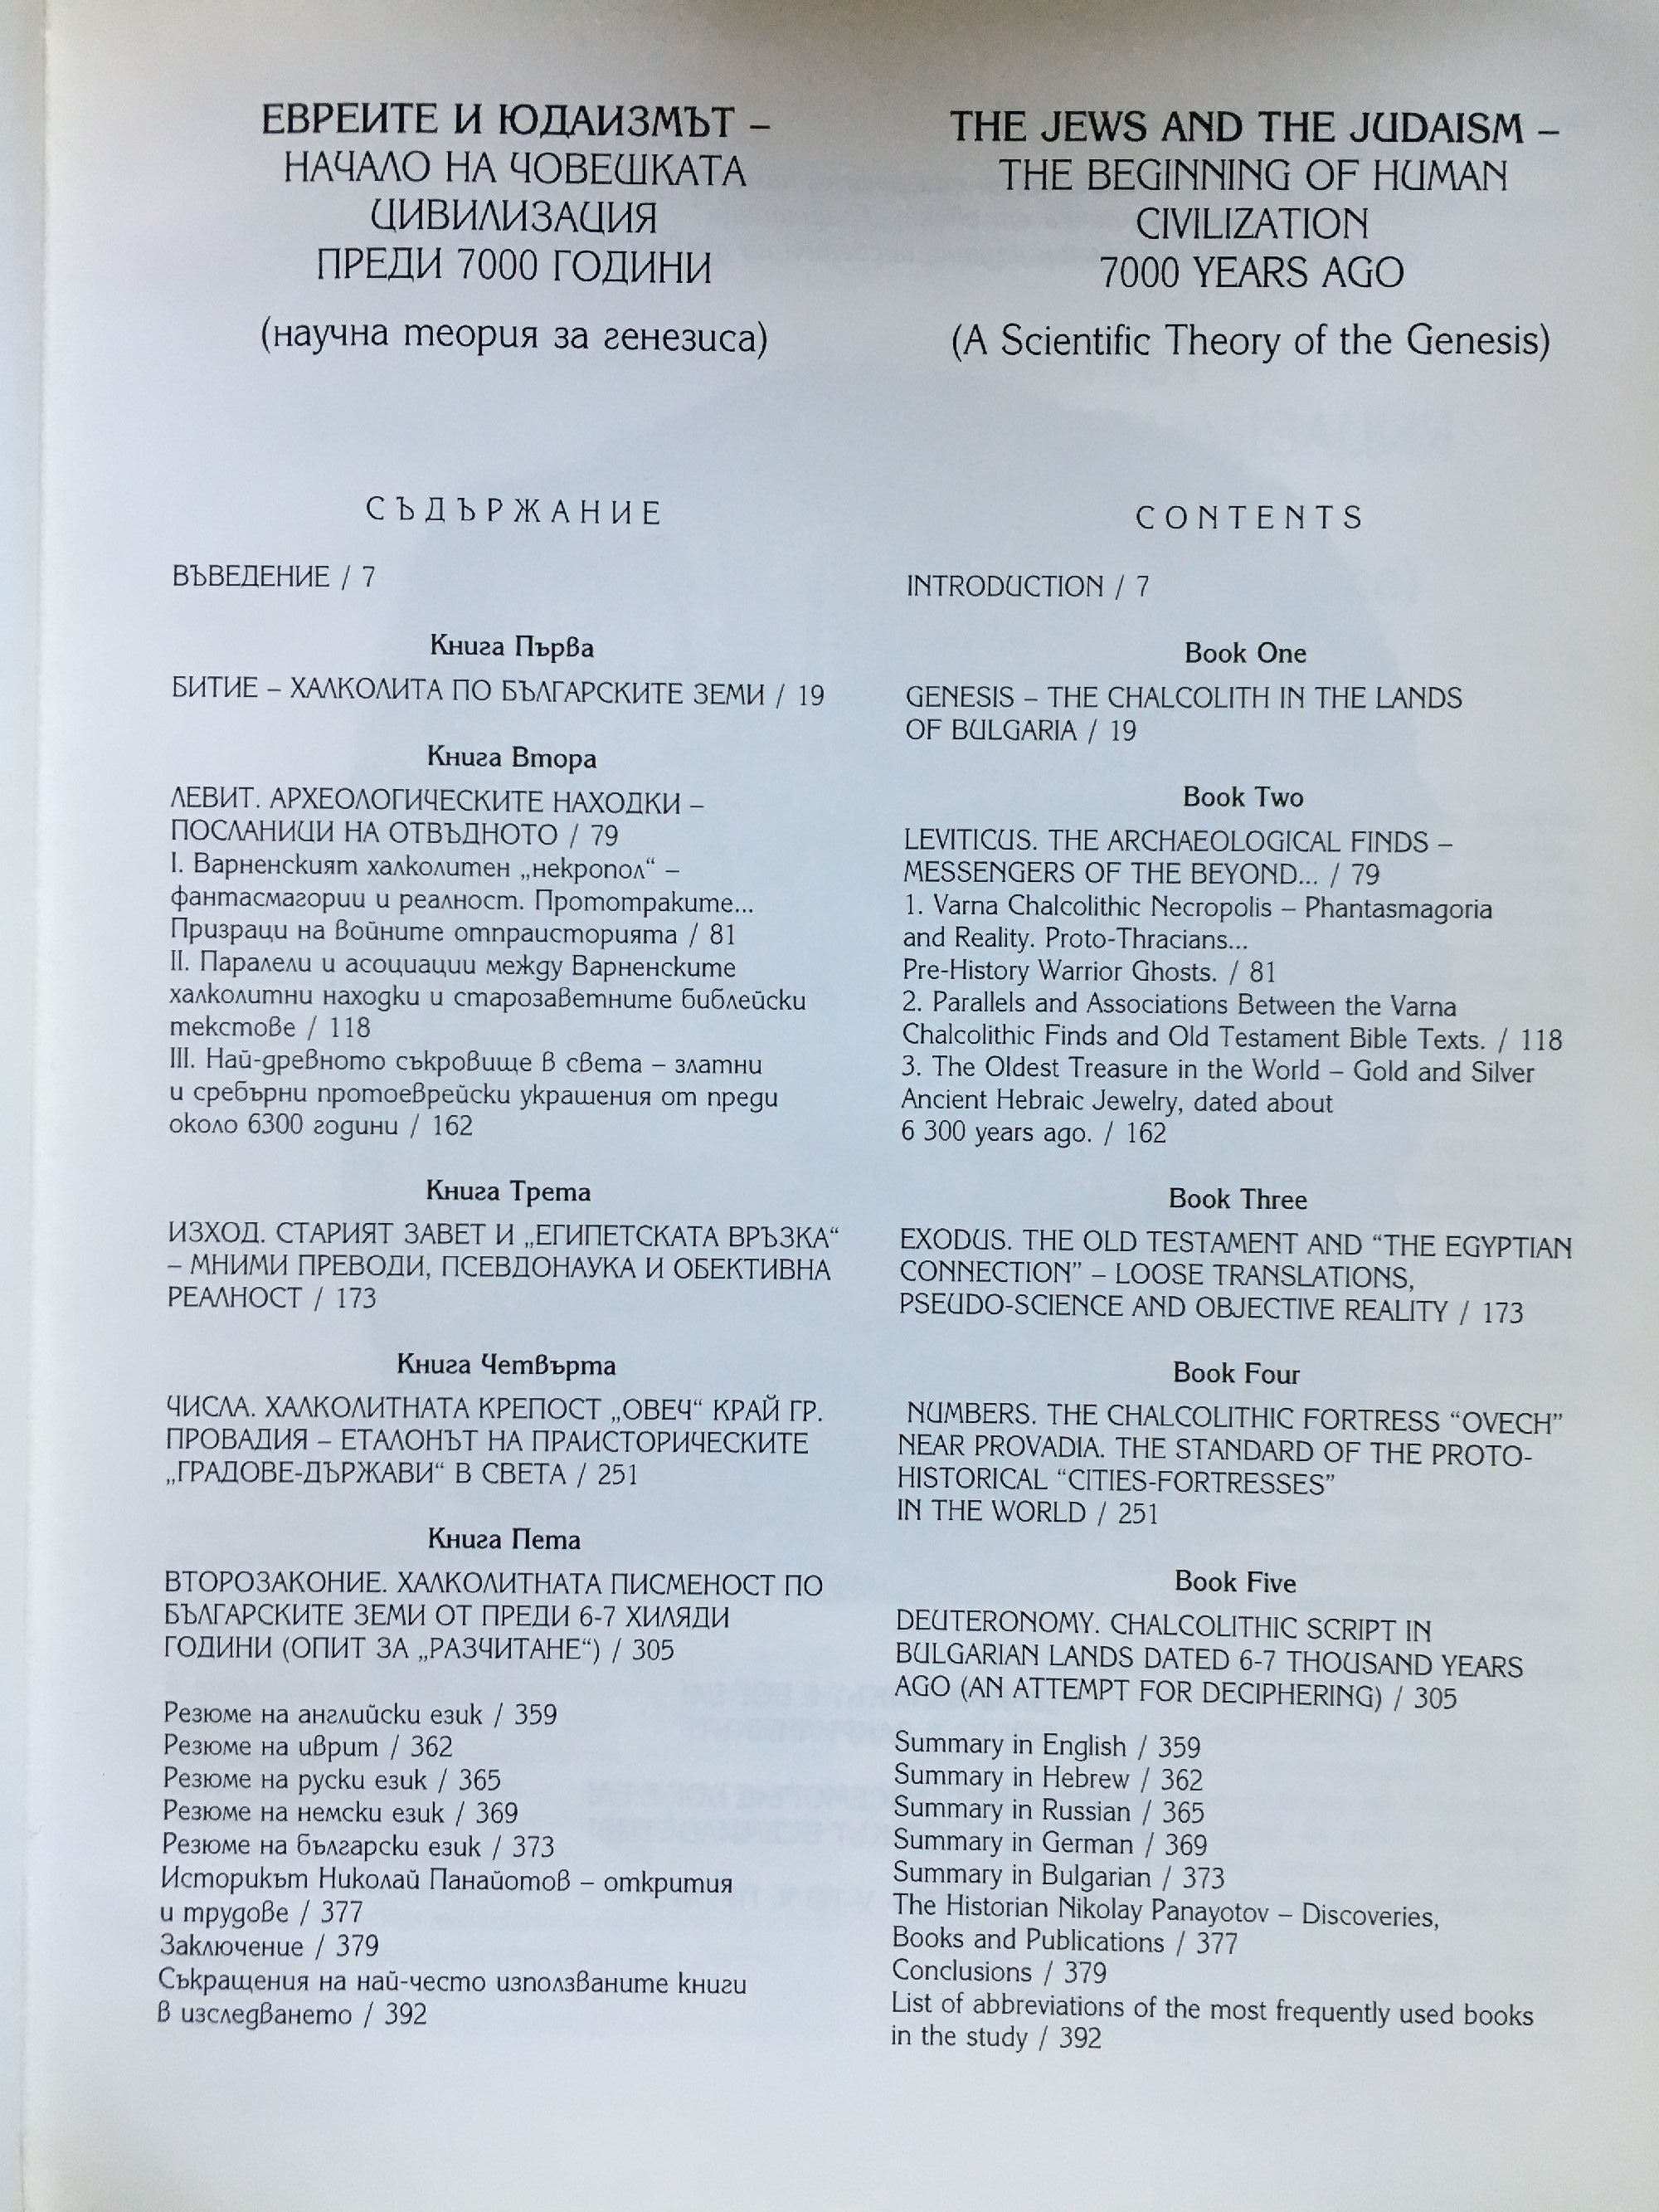 ЕВРЕИТЕ И ЮДАИЗМЪТ –
НАЧАЛО НА ЧОВЕШКАТА
ЦИВИЛИЗАЦИЯ
ПРЕДИ 7000 ГОДИНИ
(научна теория за генезиса)
СЪДЪРЖАНИЕ
ВЪВЕДЕНИЕ / 7
Книга Първа
БИТИЕ – ХАЛКОЛИТА ПО БЪЛГАРСКИТЕ ЗЕМИ / 19
Книга Втора
ЛЕВИТ. АРХЕОЛОГИЧЕСКИТЕ НАХОДКИ –
ПОСЛАНИЦИ НА ОТВЪДНОТО / 79
I. Варненският халколитен „некропол“ –
фантасмагории и реалност. Прототраките...
Призраци на войните отпраисторията / 81
II. Паралели и асоциации между Варненските
халколитни находки и старозаветните библейски
текстове / 118
III. Най-древното съкровище в света – златни
и сребърни протоеврейски украшения от преди
около 6300 години / 162
Книга Трета
ИЗХОД. СТАРИЯТ ЗАВЕТ И „ЕГИПЕТСКАТА ВРЪЗКА“
– МНИМИ ПРЕВОДИ, ПСЕВДОНАУКА И ОБЕКТИВНА
РЕАЛНОСТ / 173
Книга Четвърта
ЧИСЛА. ХАЛКОЛИТНАТА КРЕПОСТ „ОВЕЧ“ КРАЙ ГР.
ПРОВАДИЯ – ЕТАЛОНЪТ НА ПРАИСТОРИЧЕСКИТЕ
„ГРАДОВЕ-ДЪРЖАВИ“ В СВЕТА / 251
Книга Пета
ВТОРОЗАКОНИЕ. ХАЛКОЛИТНАТА ПИСМЕНОСТ ПО
БЪЛГАРСКИТЕ ЗЕМИ ОТ ПРЕДИ 6-7 ХИЛЯДИ
ГОДИНИ (ОПИТ ЗА „РАЗЧИТАНЕ“) / 305
Резюме на английски език / 359
Резюме на иврит / 362
Резюме на руски език / 365
Резюме на немски език / 369
Резюме на български език / 373
Историкът Николай Панайотов – открития
и трудове / 377
Заключение / 379
Съкращения на най-често използваните книги
в изследването / 392
THE JEWS AND THE JUDAISM –
THE BEGINNING OF HUMAN
CIVILIZATION
7000 YEARS AGO
(A Scientific Theory of the Genesis)
CONTENTS
INTRODUCTION / 7
Book One
GENESIS – THE CHALCOLITH IN THE LANDS
OF BULGARIA / 19
Book Two
LEVITICUS. THE ARCHAEOLOGICAL FINDS –
MESSENGERS OF THE BEYOND... / 79
1. Varna Chalcolithic Necropolis – Phantasmagoria
and Reality. Proto-Thracians...
Pre-History Warrior Ghosts. / 81
2. Parallels and Associations Between the Varna
Chalcolithic Finds and Old Testament Bible Texts. / 118
3. The Oldest Treasure in the World – Gold and Silver
Ancient Hebraic Jewelry, dated about
6 300 years ago. / 162
Book Three
EXODUS. THE OLD TESTAMENT AND “THE EGYPTIAN
CONNECTION” – LOOSE TRANSLATIONS,
PSEUDO-SCIENCE AND OBJECTIVE REALITY / 173
Book Four
NUMBERS. THE CHALCOLITHIC FORTRESS “OVECH”
NEAR PROVADIA. THE STANDARD OF THE PROTO-
HISTORICAL “CITIES-FORTRESSES”
IN THE WORLD / 251
Book Five
DEUTERONOMY. CHALCOLITHIC SCRIPT IN
BULGARIAN LANDS DATED 6-7 THOUSAND YEARS
AGO (AN ATTEMPT FOR DECIPHERING) / 305
Summary in English / 359
Summary in Hebrew / 362
Summary in Russian / 365
Summary in German / 369
Summary in Bulgarian / 373
The Historian Nikolay Panayotov – Discoveries,
Books and Publications / 377
Conclusions / 379
List of abbreviations of the most frequently used books
in the study / 392